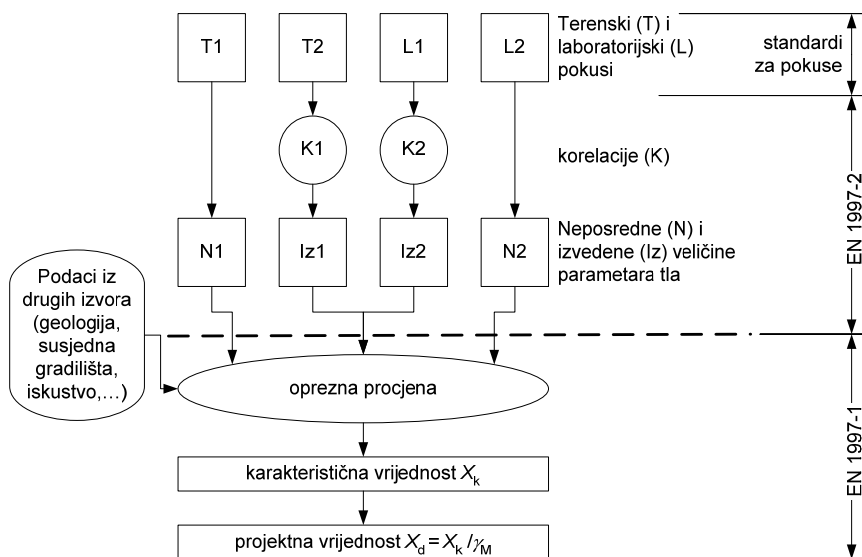 T1
T2
L1
L2
Terenski (T) i
laboratorijski (L)
pokusi
standardi
za pokuse
K1
K2
korelacije (K)
EN 1997-2
N1
Iz1
Iz2
N2
Neposredne (N) i
izvedene (Iz) veličine
parametara tla
Podaci iz
drugih izvora
(geologija,
susjedna
gradilišta,
iskustvo,...)
oprezna procjena
EN 1997-1
karakteristična vrijednost Xk
projektna vrijednost Xd = Xk /γM